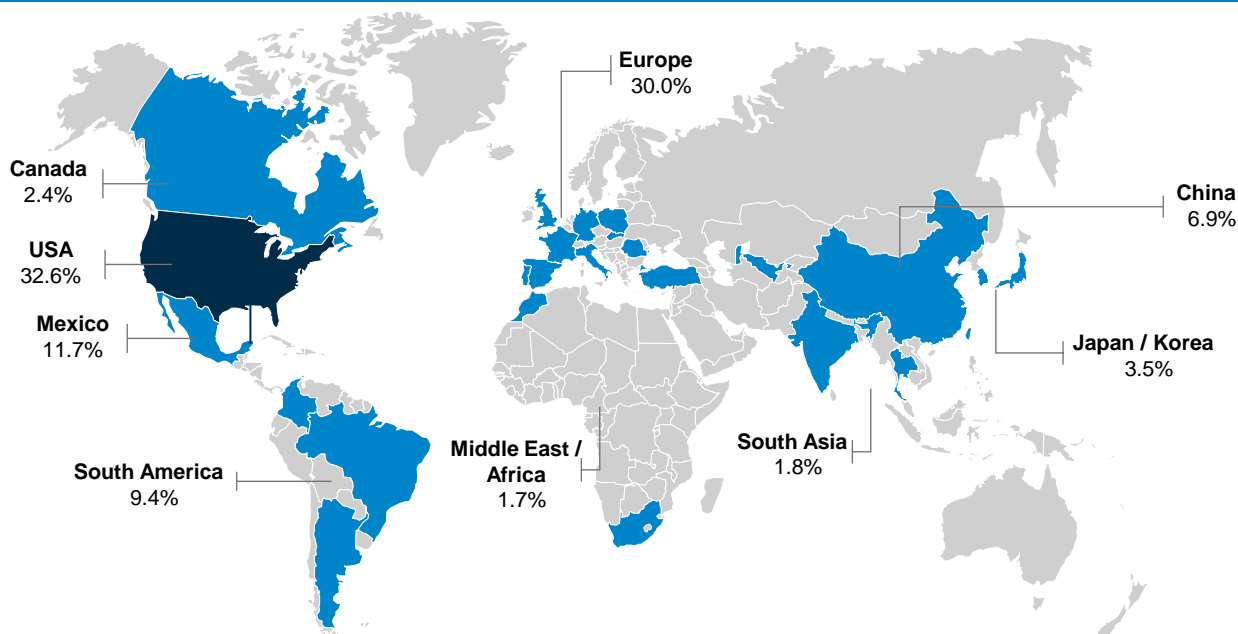 Europe
30.0%
Canada
2.4%
China
6.9%
USA
32.6%
Mexico
11.7%
Japan / Korea
3.5%
South America
9.4%
Middle East /
Africa
1.7%
South Asia
1.8%